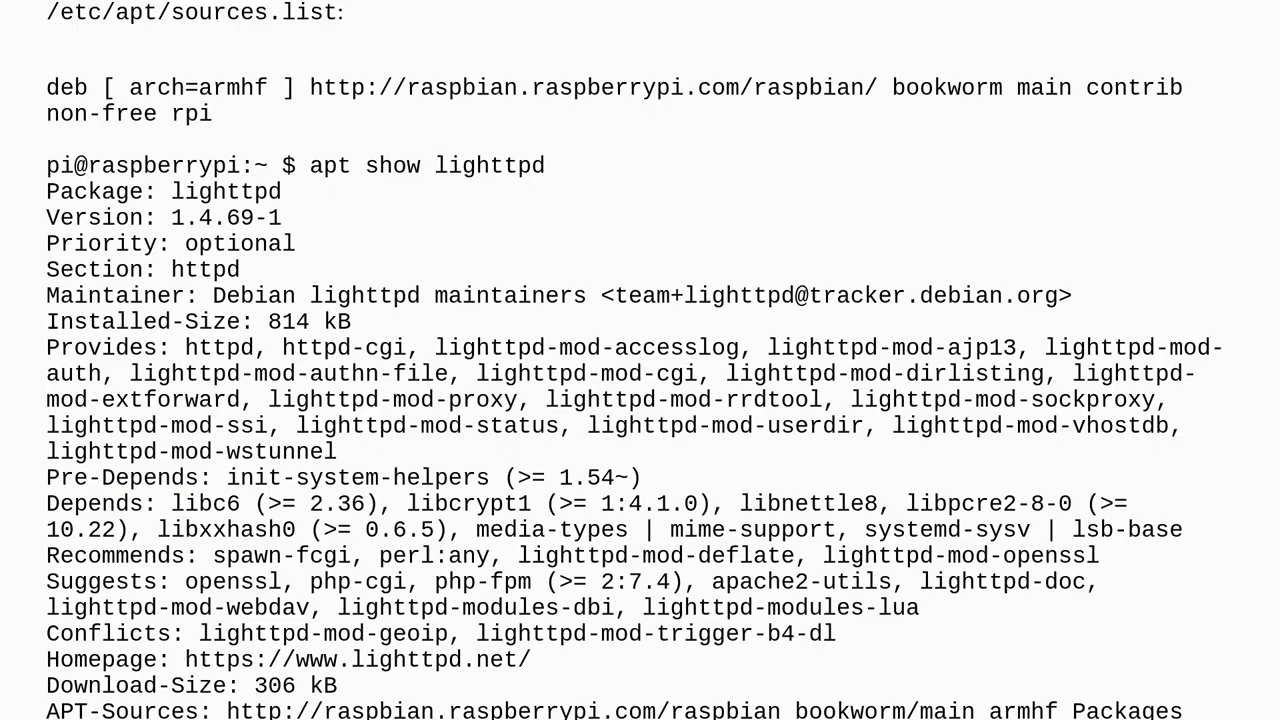 /etc/apt/sources.list:
deb [ arch=armhf ] http://raspbian.raspberrypi.com/raspbian/ bookworm main contrib
non-free rpi
pi@raspberrypi:~ $ apt show lighttpd
Package: lighttpd
Version: 1.4.69-1
Priority: optional
Section: httpd
Maintainer: Debian lighttpd maintainers <team+lighttpd@tracker.debian.org>
Installed-Size: 814 kB
Provides: httpd, httpd-cgi, lighttpd-mod-accesslog, lighttpd-mod-ajp13, lighttpd-mod-
auth, lighttpd-mod-authn-file, lighttpd-mod-cgi, lighttpd-mod-dirlisting, lighttpd-
mod-extforward, lighttpd-mod-proxy, lighttpd-mod-rrdtool, lighttpd-mod-sockproxy,
lighttpd-mod-ssi, lighttpd-mod-status, lighttpd-mod-userdir, lighttpd-mod-vhostdb,
lighttpd-mod-wstunnel
Pre-Depends: init-system-helpers (>= 1.54~)
Depends: libc6 (>= 2.36), libcrypt1 (>= 1:4.1.0), libnettle8, libpcre2-8-0 (>=
10.22), libxxhash0 (>= 0.6.5), media-types | mime-support, systemd-sysv | lsb-base
Recommends: spawn-fcgi, perl:any, lighttpd-mod-deflate, lighttpd-mod-openssl
Suggests: openssl, php-cgi, php-fpm (>= 2:7.4), apache2-utils, lighttpd-doc,
lighttpd-mod-webdav, lighttpd-modules-dbi, lighttpd-modules-lua
Conflicts: lighttpd-mod-geoip, lighttpd-mod-trigger-b4-dl
Homepage: https://www.lighttpd.net/
Download-Size: 306 kB
APT-Sources: http://raspbian.raspberrypi.com/raspbian bookworm/main armhf Packages